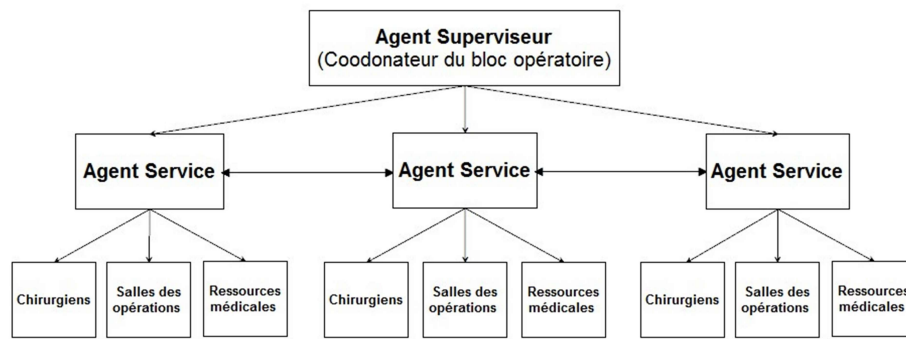 Agent Superviseur
(Coodonateur du bloc opératoire)
Agent Service
Agent Service
Agent Service
Chirurgiens
Salles des
opérations
Ressources
médicales
Chirurgiens
Salles des
opérations
Ressources
médicales
Chirurgiens
Salles des
opérations
Ressources
médicales